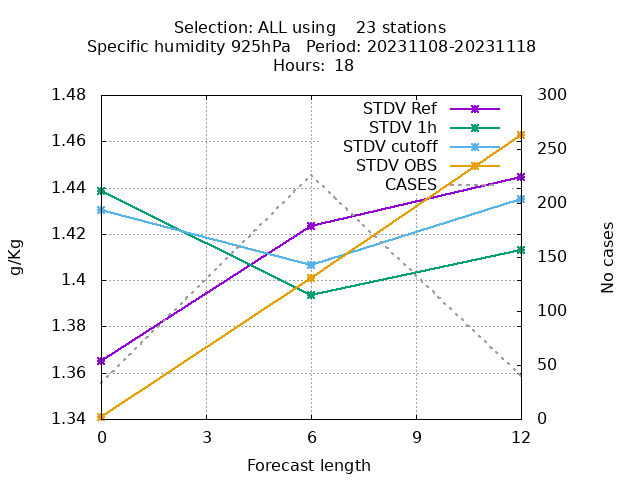 Selection: ALL using    23 stations
Specific humidity 925hPa   Period: 20231108-20231118
Hours: 18
1.48
1.46
1.44
1.42
1.4
1.38
1.36
1.34
g/Kg
STDV Ref
STDV 1h
STDV cutoff
STDV OBS
CASES
300
250
200
150
100
50
0
No cases
0 3 6 9 12
Forecast length